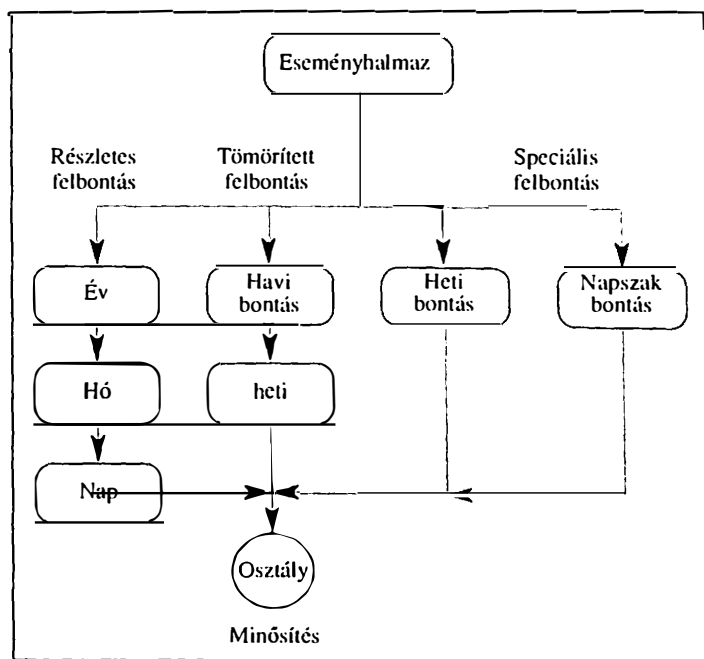 Eseményhalmaz
Részletes
felbontás
Tömörített
felbontás
Speciális
felbontás
Év
Havi
bontás
Heti
bontás
Napszak
bontás
Hó
heti
Nap
Osztály
Minősítés